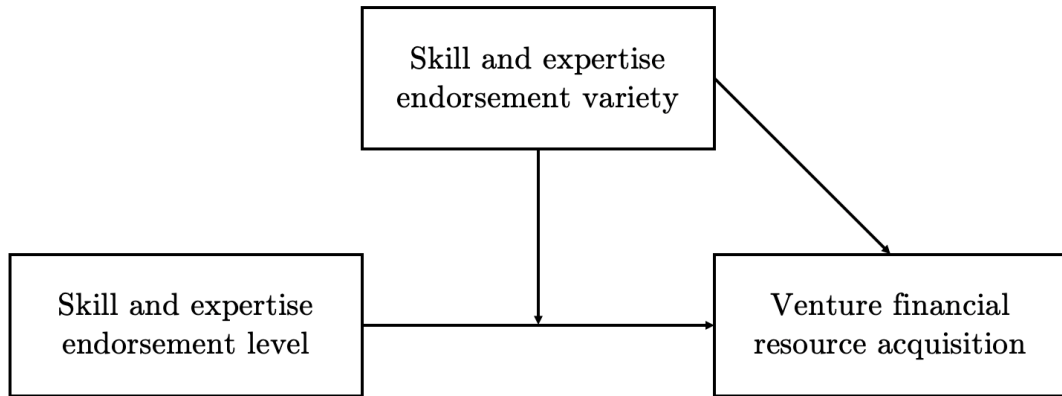 Skill and expertise
endorsement variety
Skill and expertise
endorsement level
Venture financial
resource acquisition